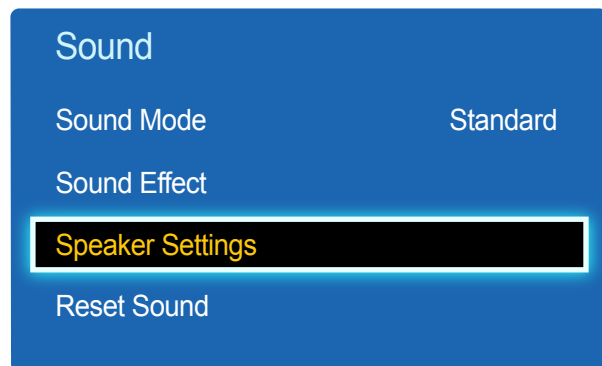 Sound
Sound Mode Standard
Sound Effect
Speaker Settings
Reset Sound